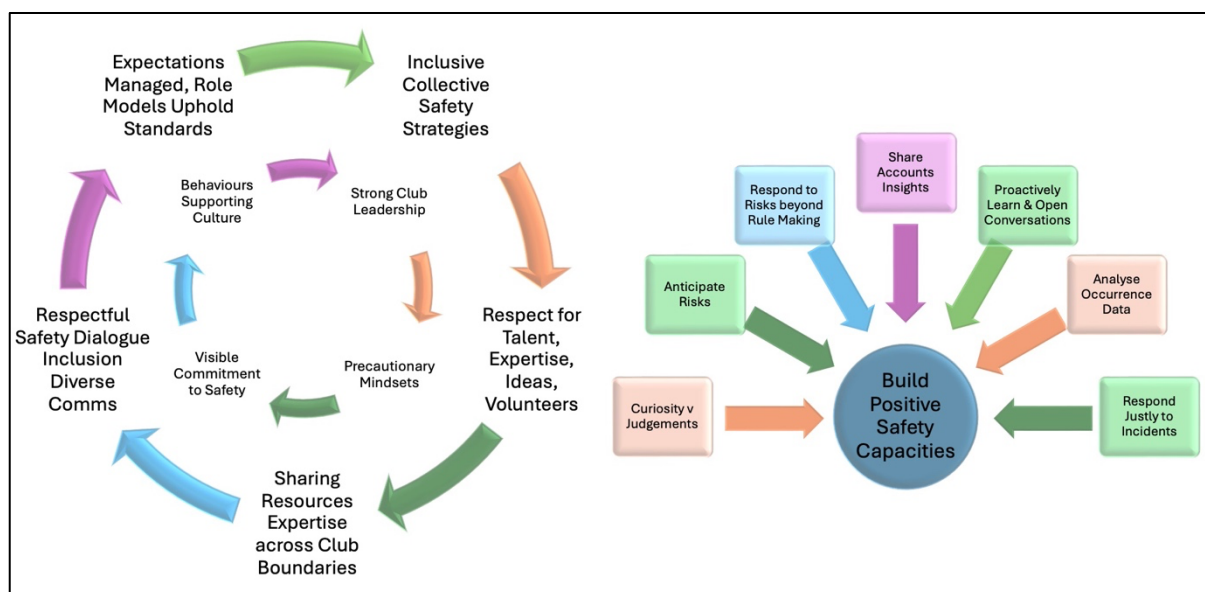 Expectations
Managed, Role
Models Uphold
Standards
Inclusive
Collective
Safety
Strategies
Respect for
Talent,
Expertise,
Ideas,
Volunteers
Sharing
Resources
Expertise
across Club
Boundaries
Respectful
Safety Dialogue
Inclusion
Diverse
Comms
Behaviours
Supporting
Culture
Strong Club
Leadership
Precautionary
Mindsets
Visible
Commitment
to Safety
Curiosity v
Judgements
Anticipate
Risks
Respond to
Risks beyond
Rule Making
Share
Accounts
Insights
Proactively
Learn & Open
Conversations
Analyse
Occurrence
Data
Respond
Justly to
Incidents
Build
Positive
Safety
Capacities